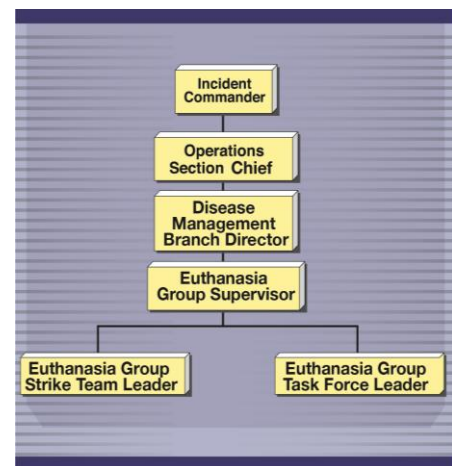 Incident
Commander
Operations
Section Chief
Disease
Management
Branch Director
Euthanasia
Group Supervisor
Euthanasia Group
Strike Team Leader
Euthanasia Group
Task Force Leader